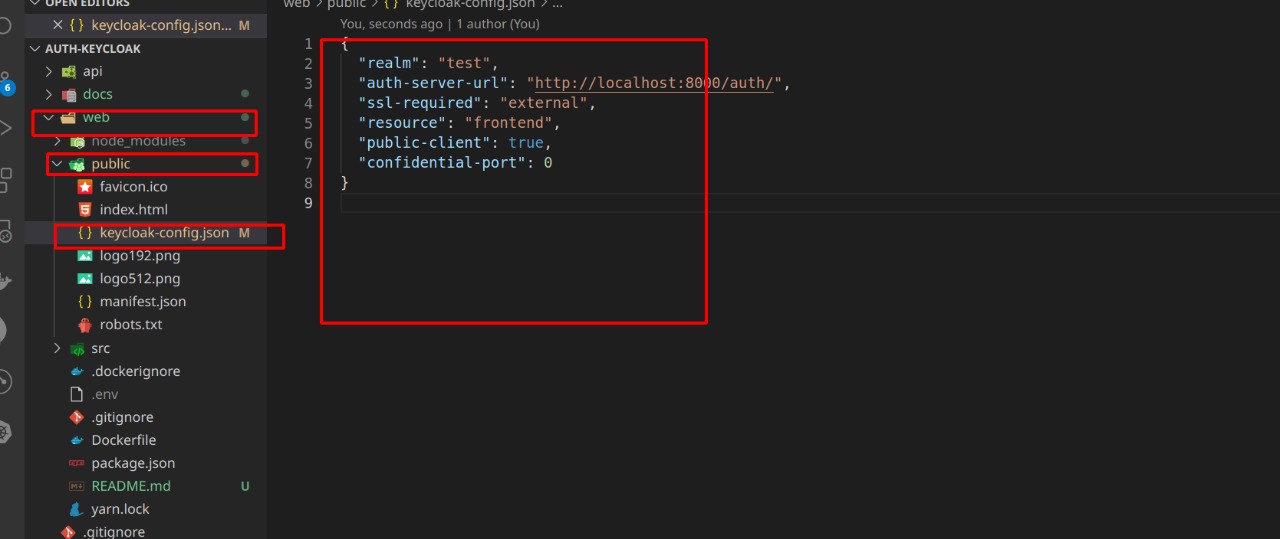 OPEN EDITORS
keycloak-config.json... M
AUTH-KEYCLOAK
api
docs
web
node_modules
public
favicon.ico
index.html
keycloak-config.json M
logo192.png
logo512.png
manifest.json
robots.txt
src
.dockerignore
.env
.gitignore
Dockerfile
package.json
README.md U
yarn.lock
.gitignore
6
web > public > {} keycloak-config.json > ...
You, seconds ago | 1 author (You)
1 {
2 "realm": "test",
3 "auth-server-url": "http://localhost:8000/auth/",
4 "ssl-required": "external",
5 "resource": "frontend",
6 "public-client": true,
7 "confidential-port": 0
8 }
9